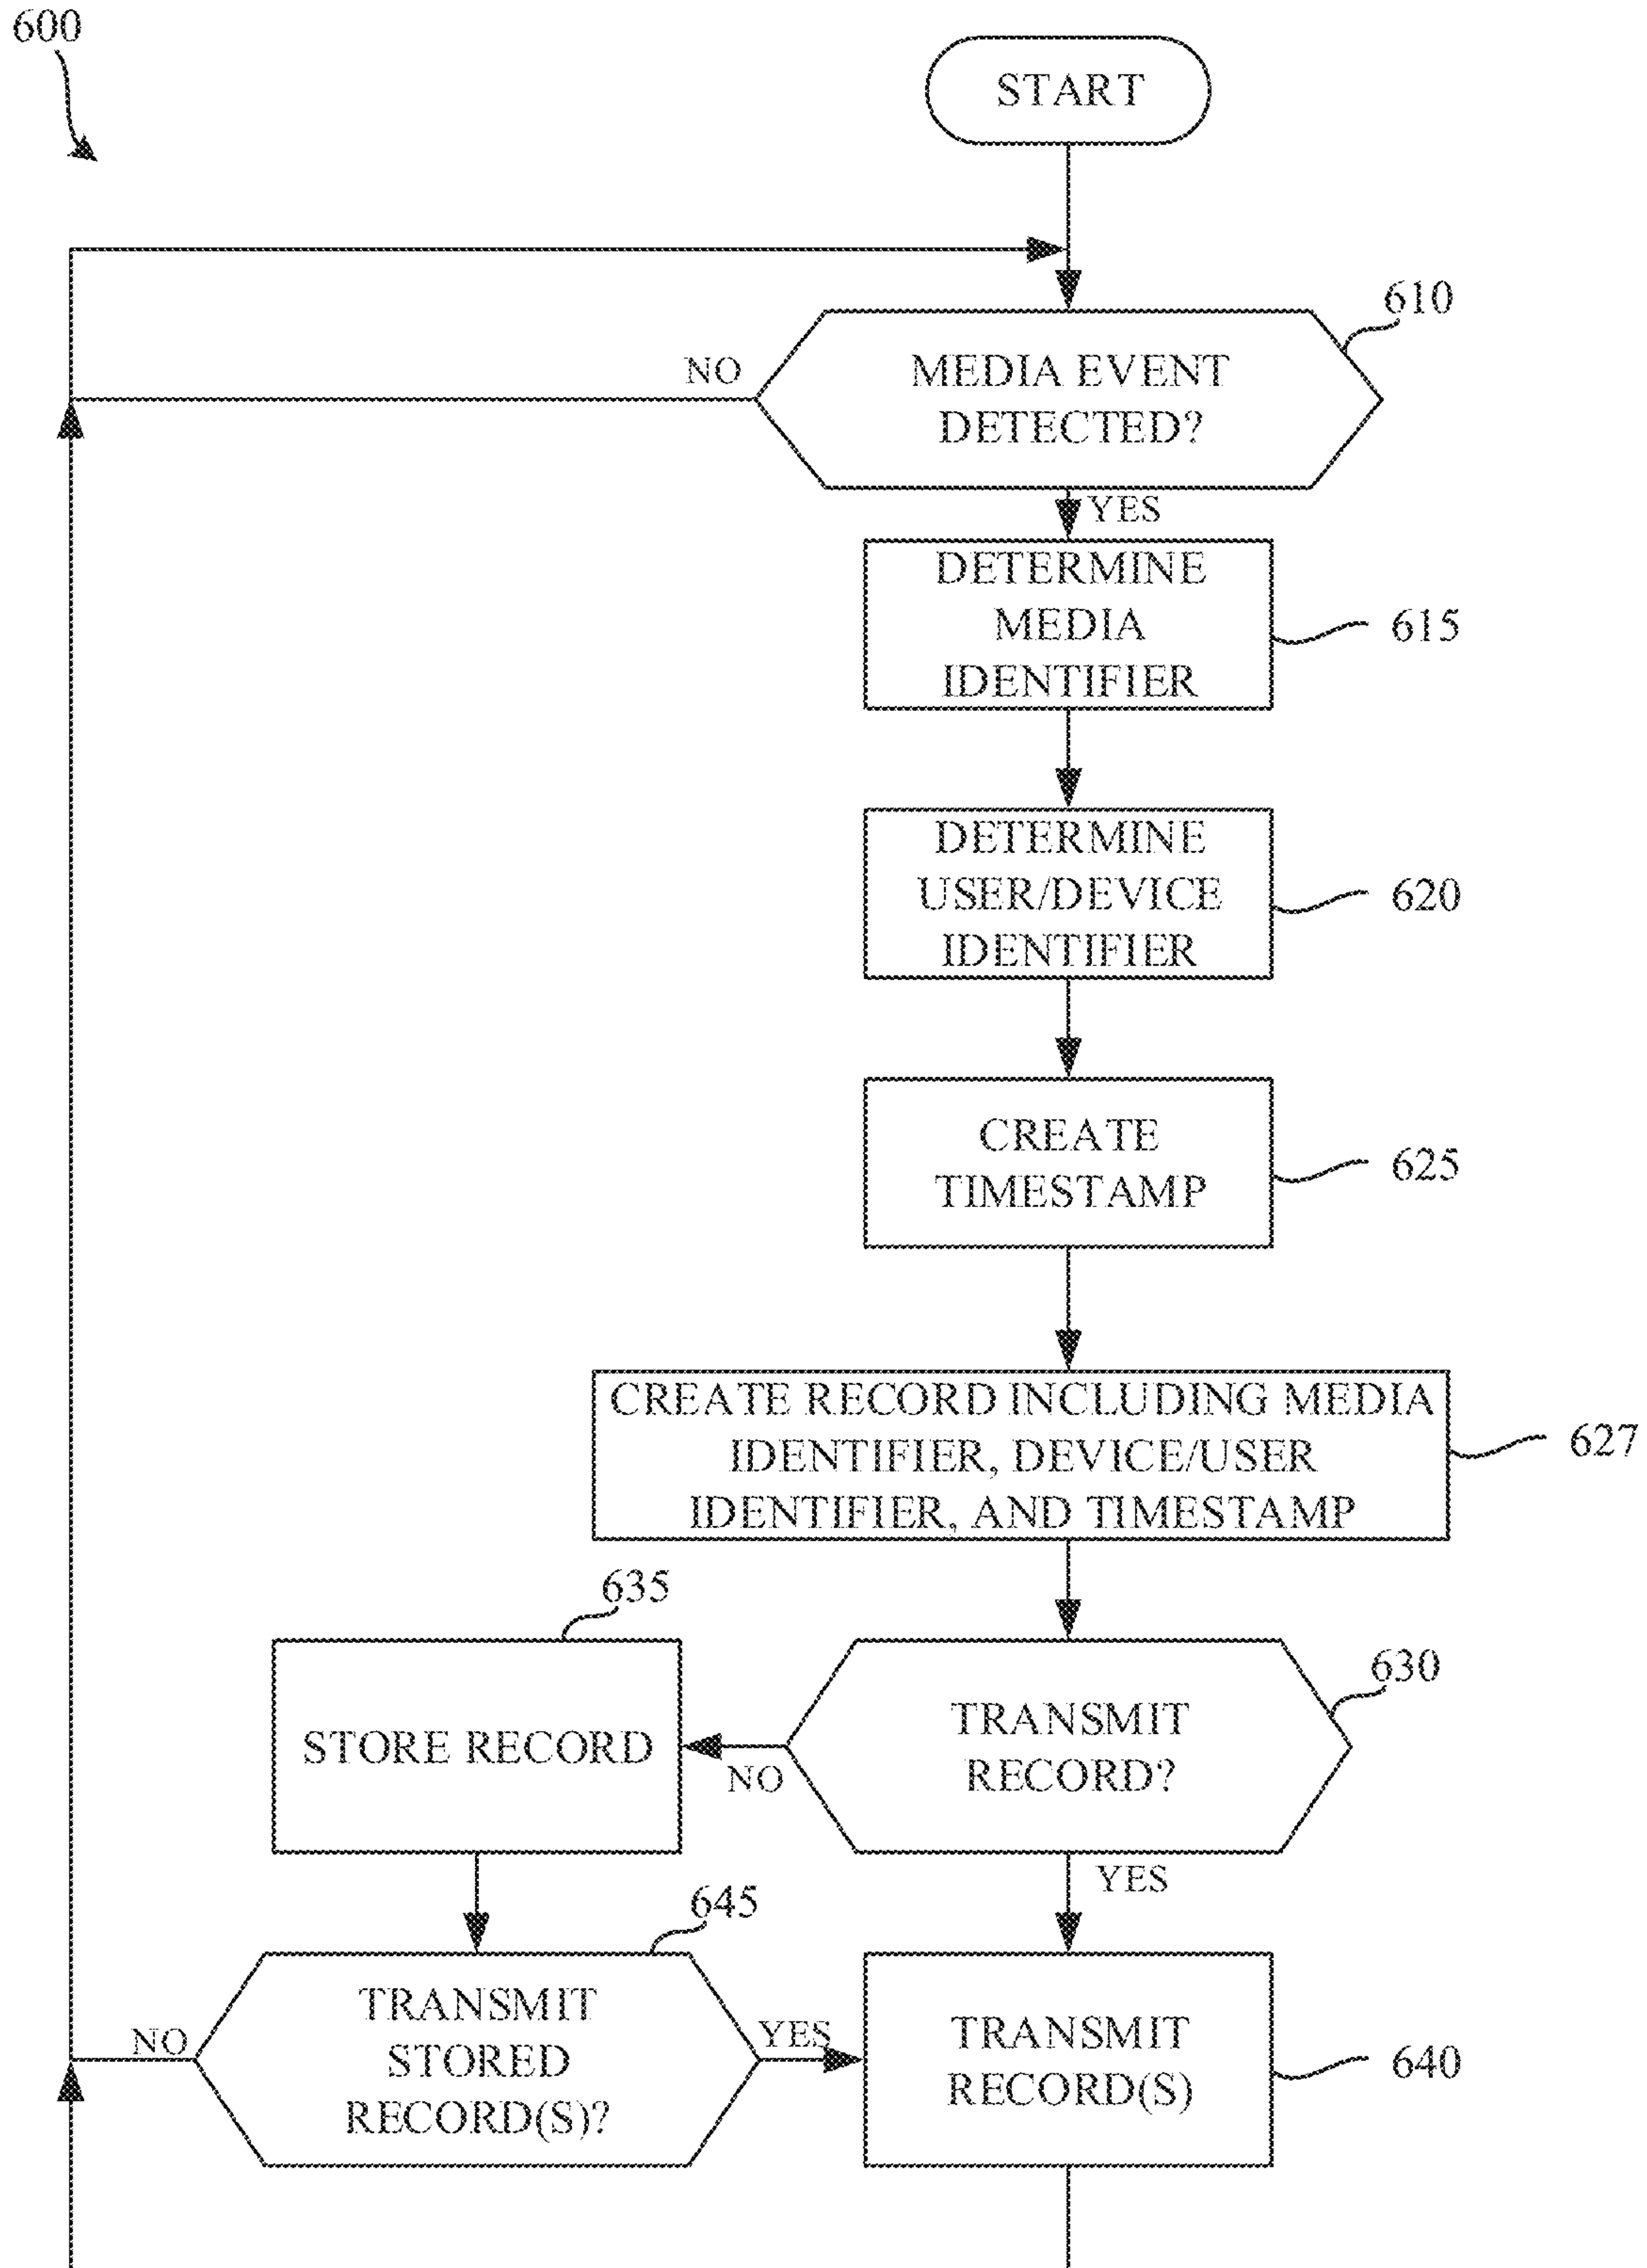 600
START
610
NO
MEDIA EVENT
DETECTED?
YES
DETERMINE
MEDIA
IDENTIFIER
615
DETERMINE
USER/DEVICE
IDENTIFIER
620
CREATE
TIMESTAMP
625
CREATE RECORD INCLUDING MEDIA
IDENTIFIER, DEVICE/USER
IDENTIFIER, AND TIMESTAMP
627
635
630
STORE RECORD
NO
TRANSMIT
RECORD?
YES
645
NO
TRANSMIT
STORED
RECORD(S)?
YES
TRANSMIT
RECORD(S)
640